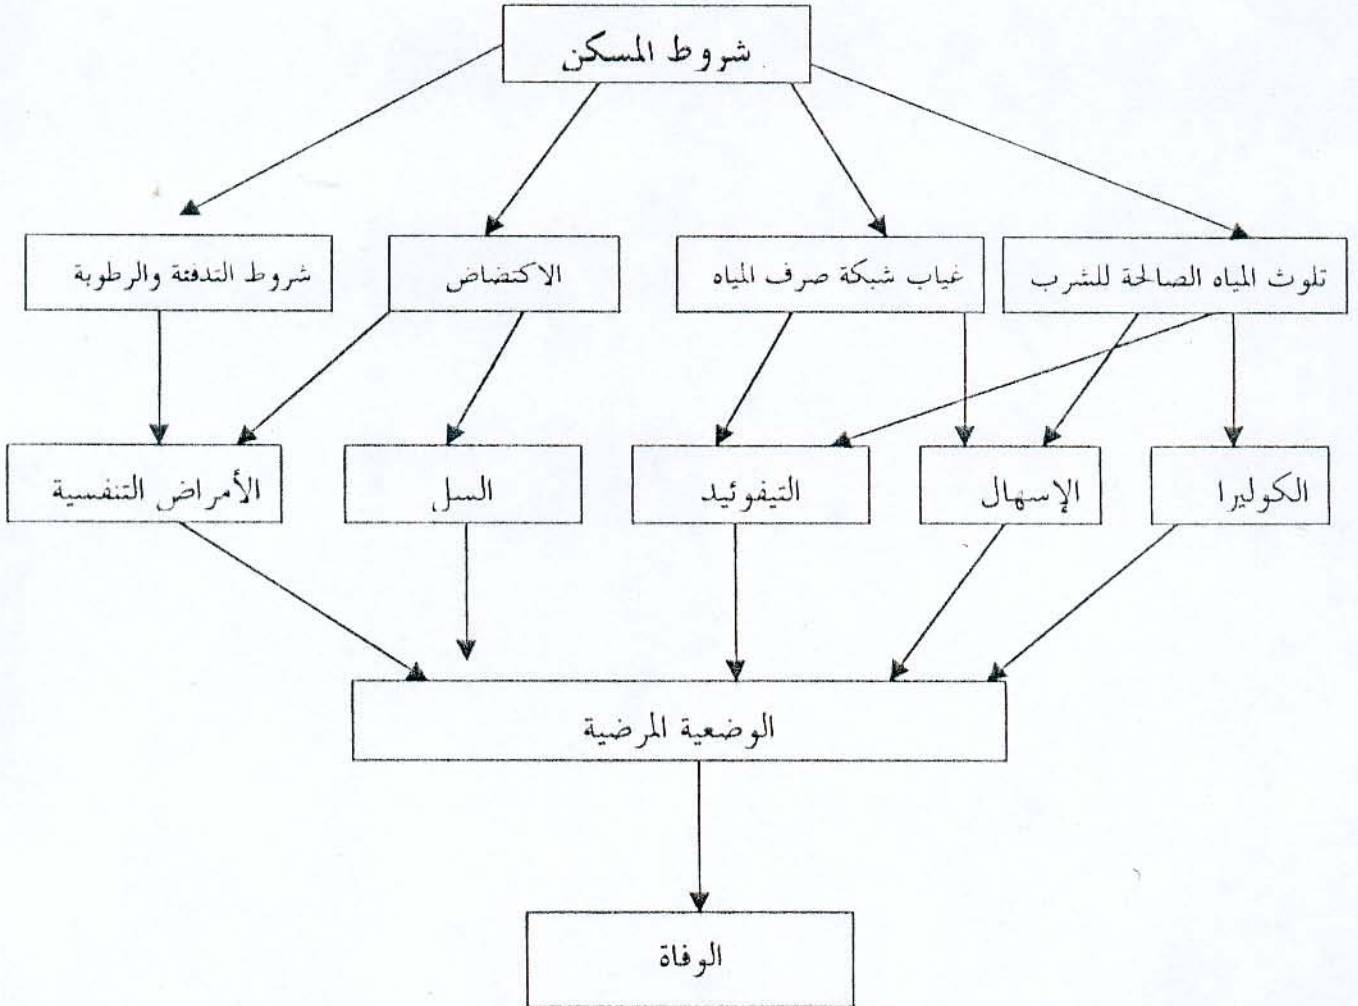 شروط المسكن
تلوث المياه الصالحة للشرب
غياب شبكة صرف المياه
الاكتضاض
شروط التدفئة والرطوبة
الكوليرا
الإسهال
التيفوئيد
السل
الأمراض التنفسية
الوضعية المرضية
الوفاة